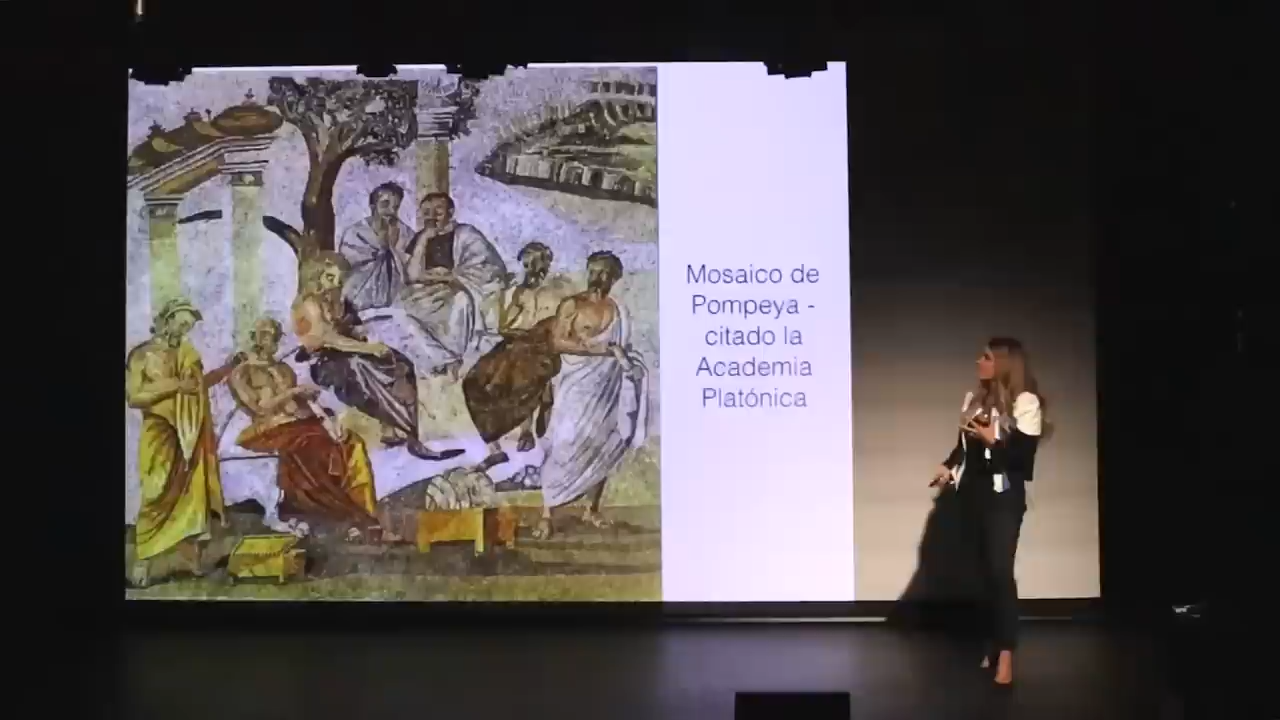 Mosaico de
Pompeya -
citado la
Academia
Platónica